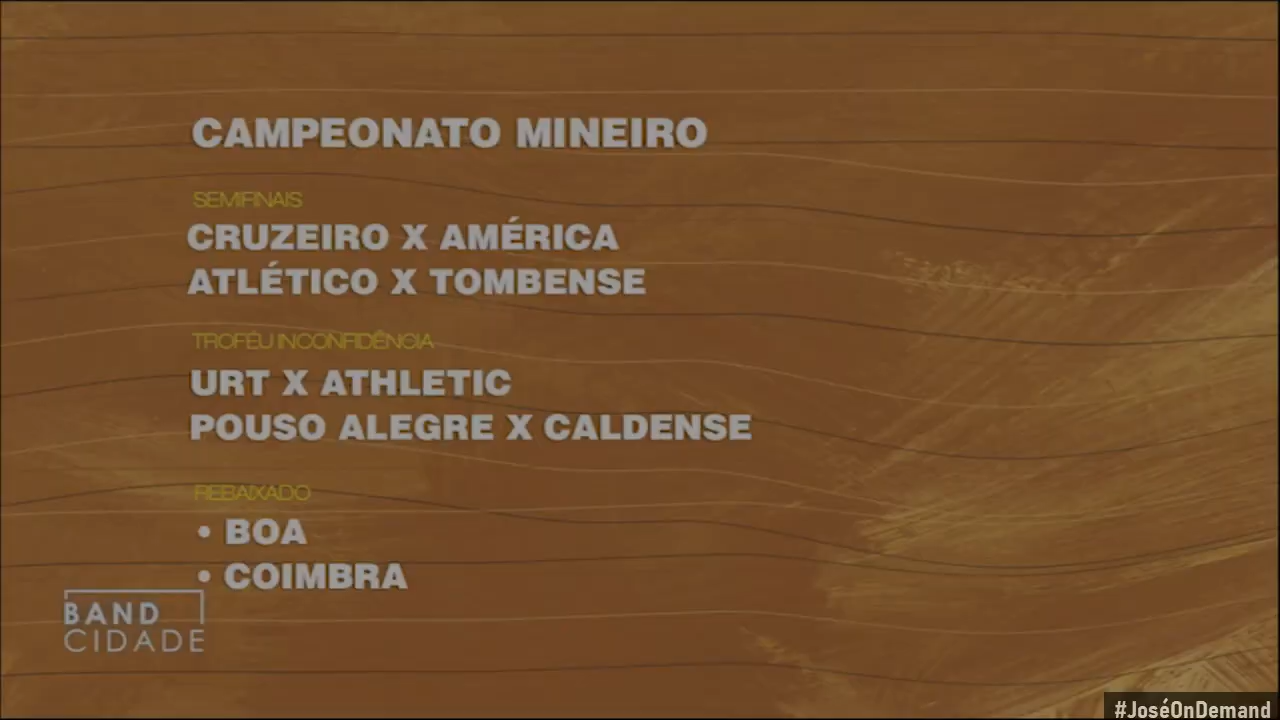 CAMPEONATO MINEIRO
SEMIFINAIS
CRUZEIRO X AMÉRICA
ATLÉTICO X TOMBENSE
TROFÉU INCONFIDÊNCIA
URT X ATHLETIC
POUSO ALEGRE X CALDENSE
REBAIXADO
• BOA
• COIMBRA
BAND
CIDADE
#JoséOnDemand